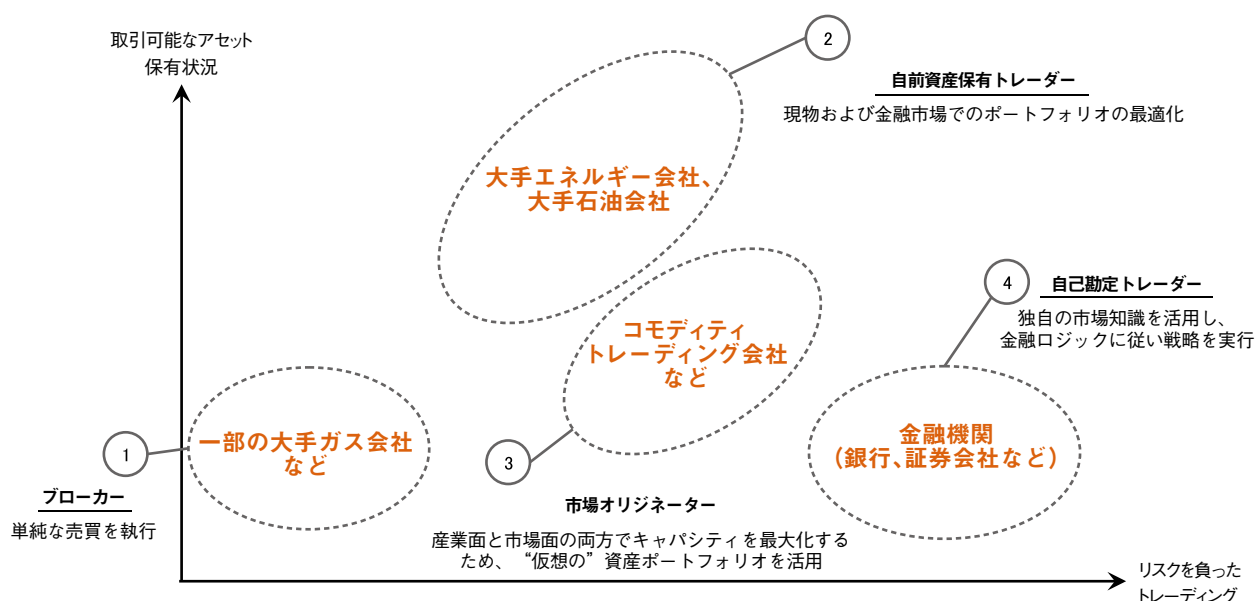 取引可能なアセット
保有状況
2
自前資産保有トレーダー
現物および金融市場でのポートフォリオの最適化
大手エネルギー会社、
大手石油会社
4
自己勘定トレーダー
独自の市場知識を活用し、
金融ロジックに従い戦略を実行
コモディティ
トレーディング会社
など
1
一部の大手ガス会社
など
ブローカー
単純な売買を執行
3
市場オリジネーター
産業面と市場面の両方でキャパシティを最大化する
ため、“仮想の”資産ポートフォリオを活用
金融機関
（銀行、証券会社など）
リスクを負った
トレーディング